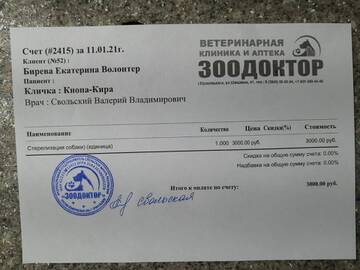 Счет (#2415) за 11.01.21г.
Клиент (№52) :
Бирева Екатерина Волонтер
Пациент :
Кличка : Кнопа-Кира
Врач : Свольский Валерий Владимирович
ВЕТЕРИНАРНАЯ
КЛИНИКА И АПТЕКА
ЗООДОКТОР
Наименование Количество Цена Скидка(%) Стоимость
Стерелизация собаки) (единица) 1.000 3000.00 руб. 3000.00 руб.
Скидка на общую сумму счета: 0.00%
Надбавка на общую сумму счета: 0.00%
Итого к оплате по счету: 3000.00 руб.
ЗООДОКТОР
Свольская